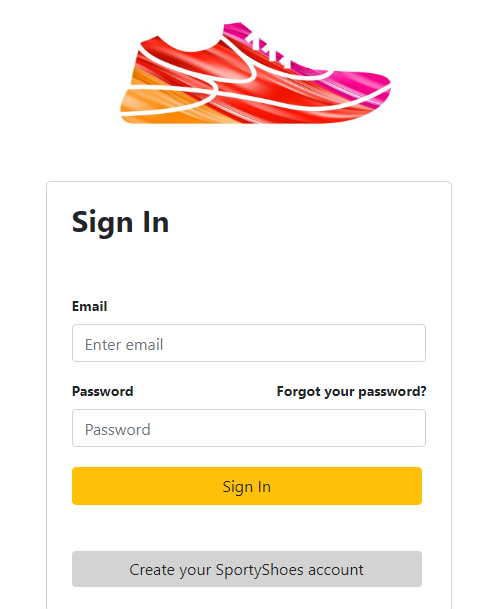 Sign In
Email
Enter email
Password Forgot your password?
Password
Sign In
Create your SportyShoes account